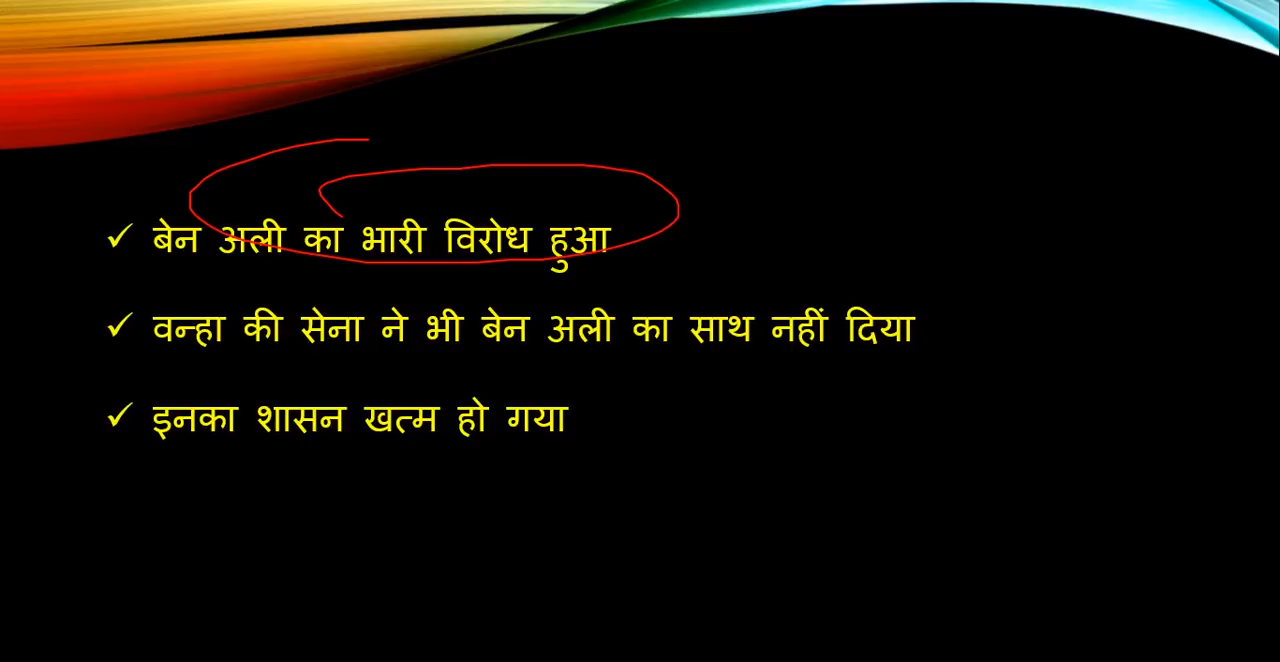 ✓ बेन अली का भारी विरोध हुआ
✓ वन्हा की सेना ने भी बेन अली का साथ नहीं दिया
✓ इनका शासन खत्म हो गया